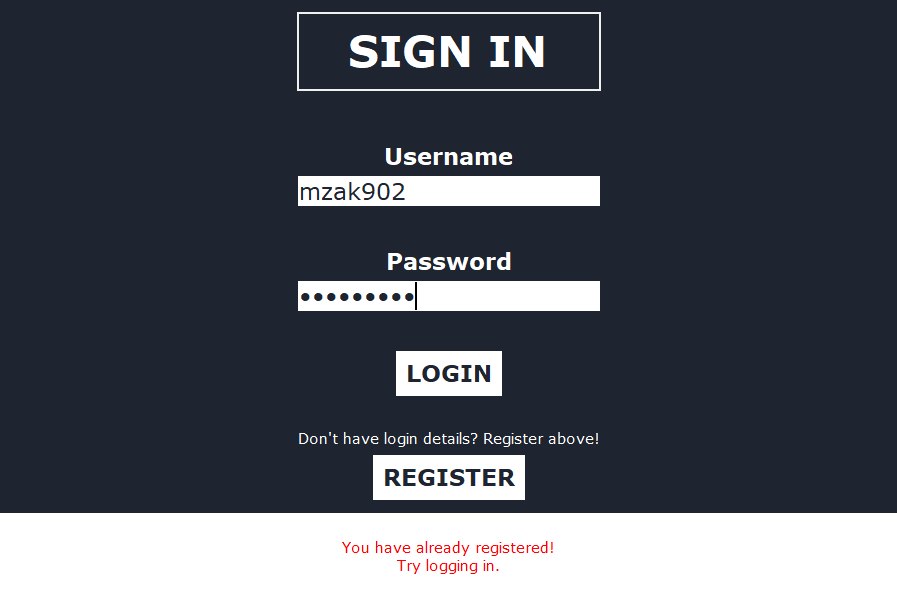 SIGN IN
Username
mzak902
Password
•••••••••
LOGIN
Don't have login details? Register above!
REGISTER
You have already registered!
Try logging in.